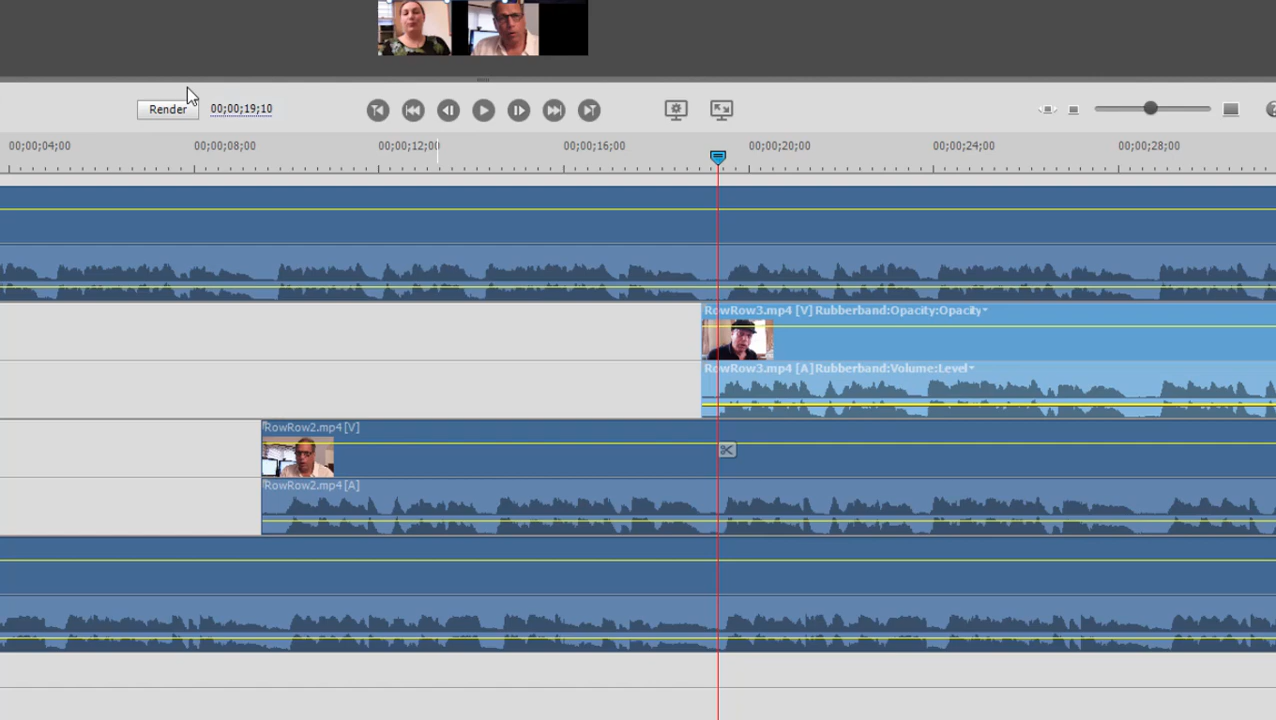 Render 00;00;19;10
00;00;04;00 00;00;08;00 00;00;12;00 00;00;16;00 00;00;20;00 00;00;24;00 00;00;28;00
RowRow3.mp4 [V] Rubberband:Opacity:Opacity
RowRow3.mp4 [A]Rubberband:Volume:Level
RowRow2.mp4 [V]
RowRow2.mp4 [A]